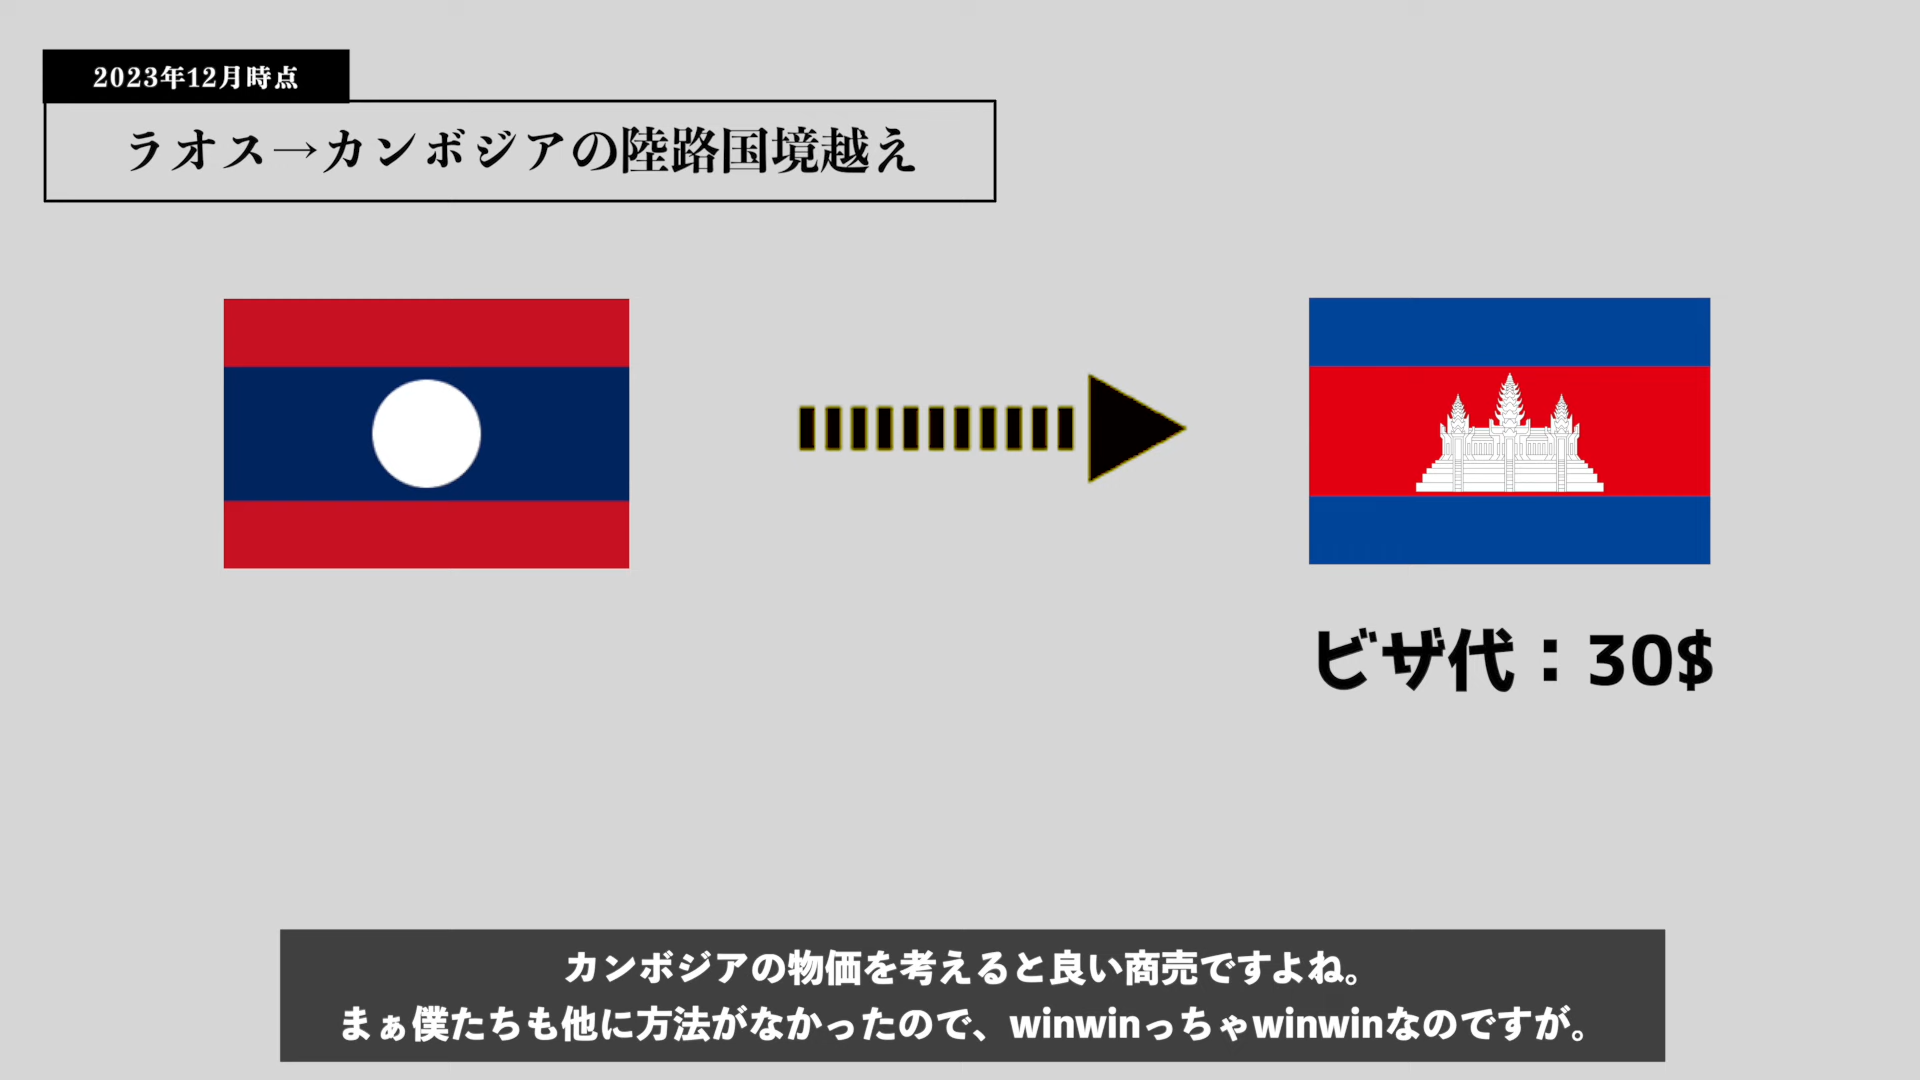 2023年12月時点
ラオス→カンボジアの陸路国境越え
ビザ代：30$
カンボジアの物価を考えると良い商売ですよね。
まぁ僕たちも他に方法がなかったので、winwinっちゃwinwinなのですが。